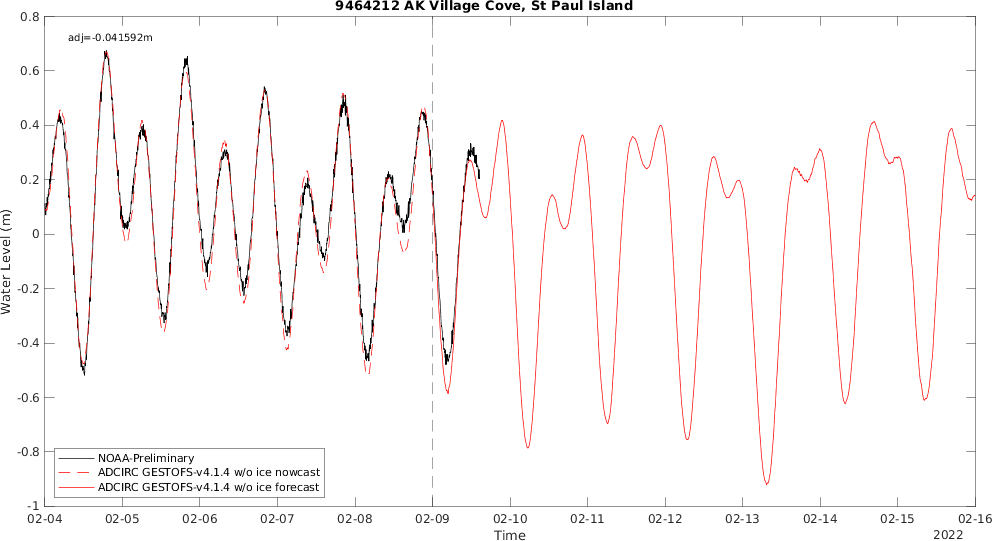 9464212 AK Village Cove, St Paul Island
adj=-0.041592m
0.8
0.6
0.4
0.2
0
-0.2
-0.4
-0.6
-0.8
-1
Water Level (m)
NOAA-Preliminary
ADCIRC GESTOFS-v4.1.4 w/o ice nowcast
ADCIRC GESTOFS-v4.1.4 w/o ice forecast
02-04 02-05 02-06 02-07 02-08 02-09 02-10 02-11 02-12 02-13 02-14 02-15 02-16
Time
2022